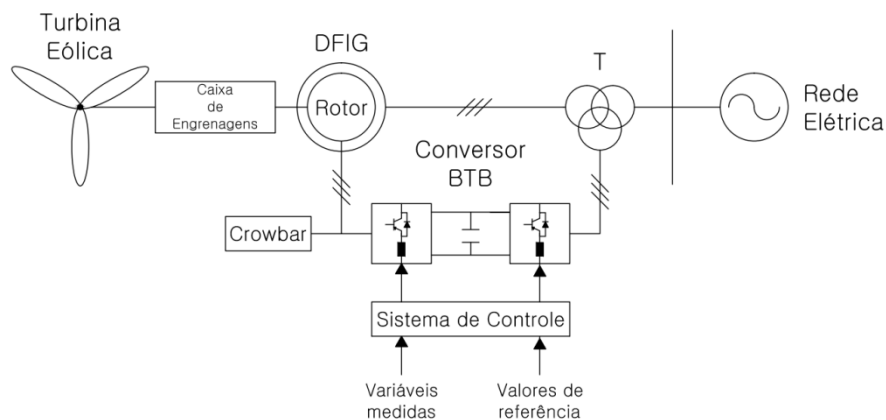 Turbina
Eólica
Caixa
de
Engrenagens
DFIG
Rotor
T
Rede
Elétrica
Conversor
BTB
Crowbar
Sistema de Controle
Variáveis
medidas
Valores de
referência